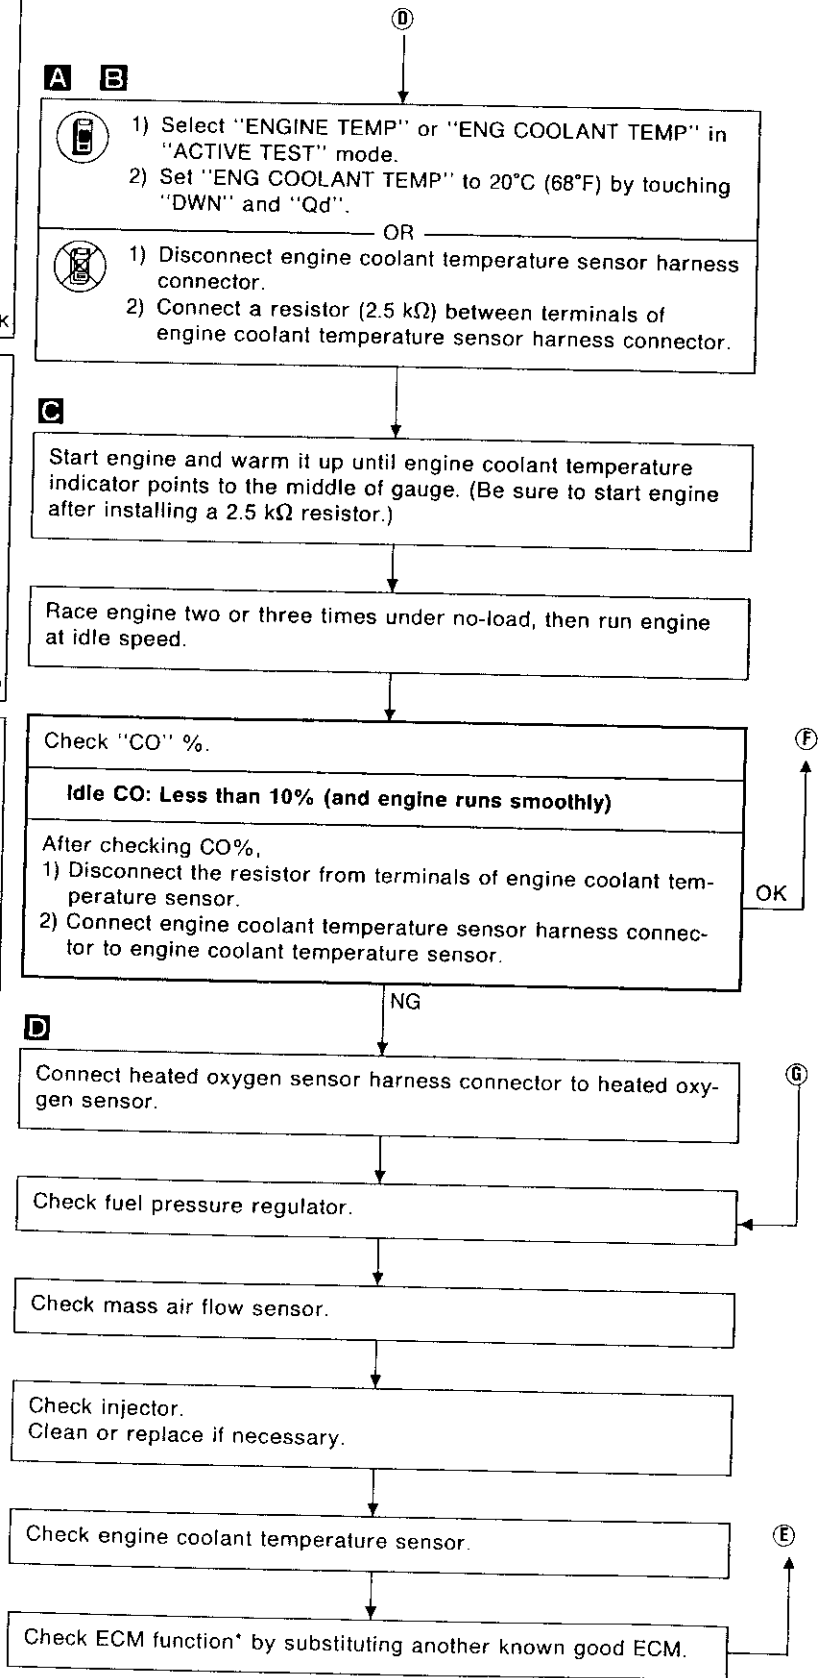 D
A B
1) Select "ENGINE TEMP" or "ENG COOLANT TEMP" in
"ACTIVE TEST" mode.
2) Set "ENG COOLANT TEMP" to 20°C (68°F) by touching
"DWN" and "Qd".
OR
1) Disconnect engine coolant temperature sensor harness
connector.
2) Connect a resistor (2.5 kΩ) between terminals of
engine coolant temperature sensor harness connector.
K
C
Start engine and warm it up until engine coolant temperature
indicator points to the middle of gauge. (Be sure to start engine
after installing a 2.5 kΩ resistor.)
Race engine two or three times under no-load, then run engine
at idle speed.
Check "CO" %.
F
Idle CO: Less than 10% (and engine runs smoothly)
After checking CO%,
1) Disconnect the resistor from terminals of engine coolant tem-
perature sensor.
OK
2) Connect engine coolant temperature sensor harness connec-
tor to engine coolant temperature sensor.
NG
D
Connect heated oxygen sensor harness connector to heated oxy-
gen sensor.
G
Check fuel pressure regulator.
Check mass air flow sensor.
Check injector.
Clean or replace if necessary.
Check engine coolant temperature sensor.
E
Check ECM function* by substituting another known good ECM.